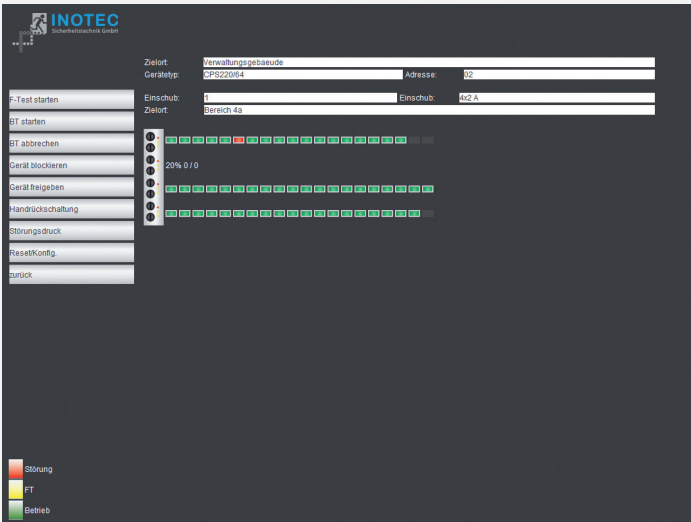 INOTEC
Sicherheitstechnik GmbH
Zielort: Verwaltungsgebaeude
Gerätetyp: CPS220/64 Adresse: 02
Einschub: 1 Einschub: 4x2 A
Zielort: Bereich 4a
F-Test starten
BT starten
BT abbrechen
Gerät blockieren
Gerät freigeben
Handrückschaltung
Störungsdruck
Reset/Konfig.
zurück
20% 0 / 0
Störung
FT
Betrieb